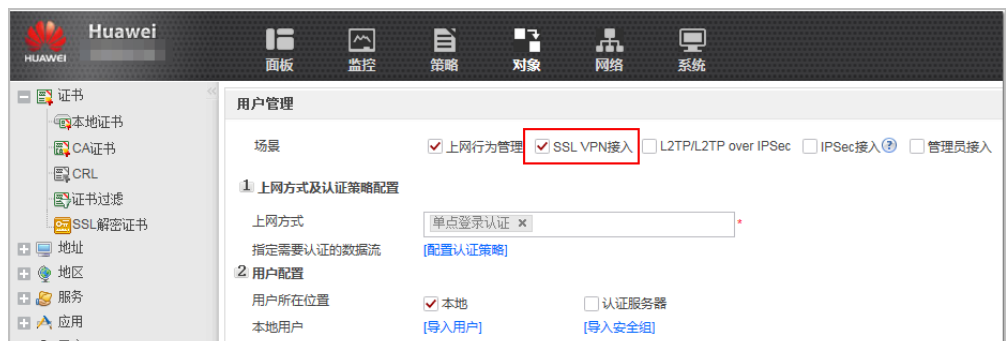 HUAWEI
Huawei
面板 监控 策略 对象 网络 系统
证书
本地证书
CA证书
CRL
证书过滤
SSL解密证书
地址
地区
服务
应用
用户管理
场景 上网行为管理 SSL VPN接入 L2TP/L2TP over IPSec IPSec接入 ? 管理员接入
1 上网方式及认证策略配置
上网方式 单点登录认证 × *
指定需要认证的数据流 [配置认证策略]
2 用户配置
用户所在位置 本地 认证服务器
本地用户 [导入用户] [导入安全组]